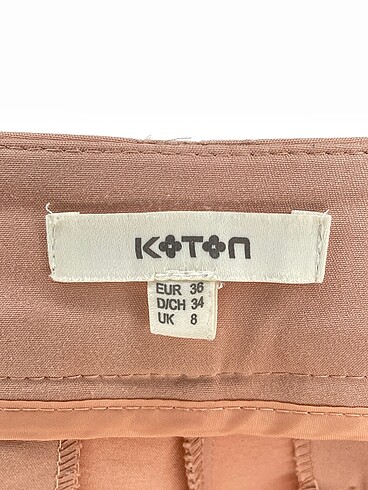 KOTON
EUR 36
D/CH 34
UK 8